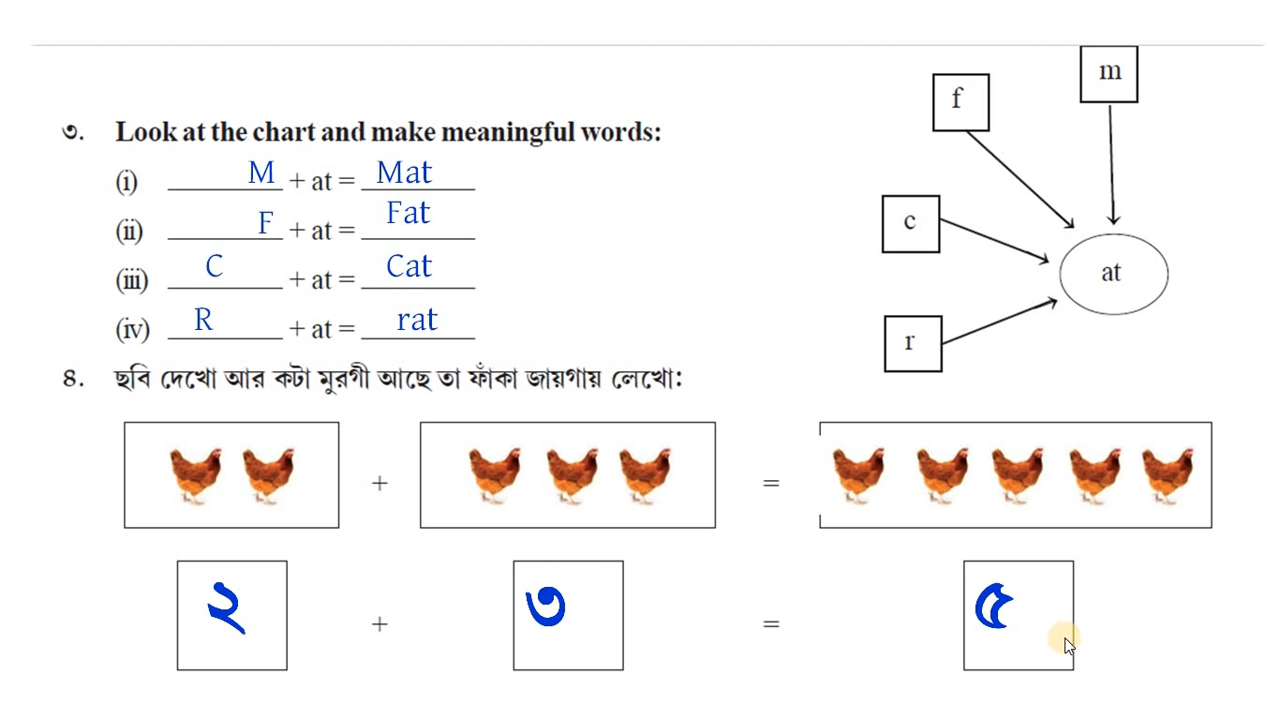 m
f
৩. Look at the chart and make meaningful words:
(i) M + at = Mat
c
(ii) F + at = Fat
(iii) C + at = Cat
at
(iv) R + at = rat
r
৪. ছবি দেখো আর কটা মুরগী আছে তা ফাঁকা জায়গায় লেখো:
+ =
২ + ৩ = ৫